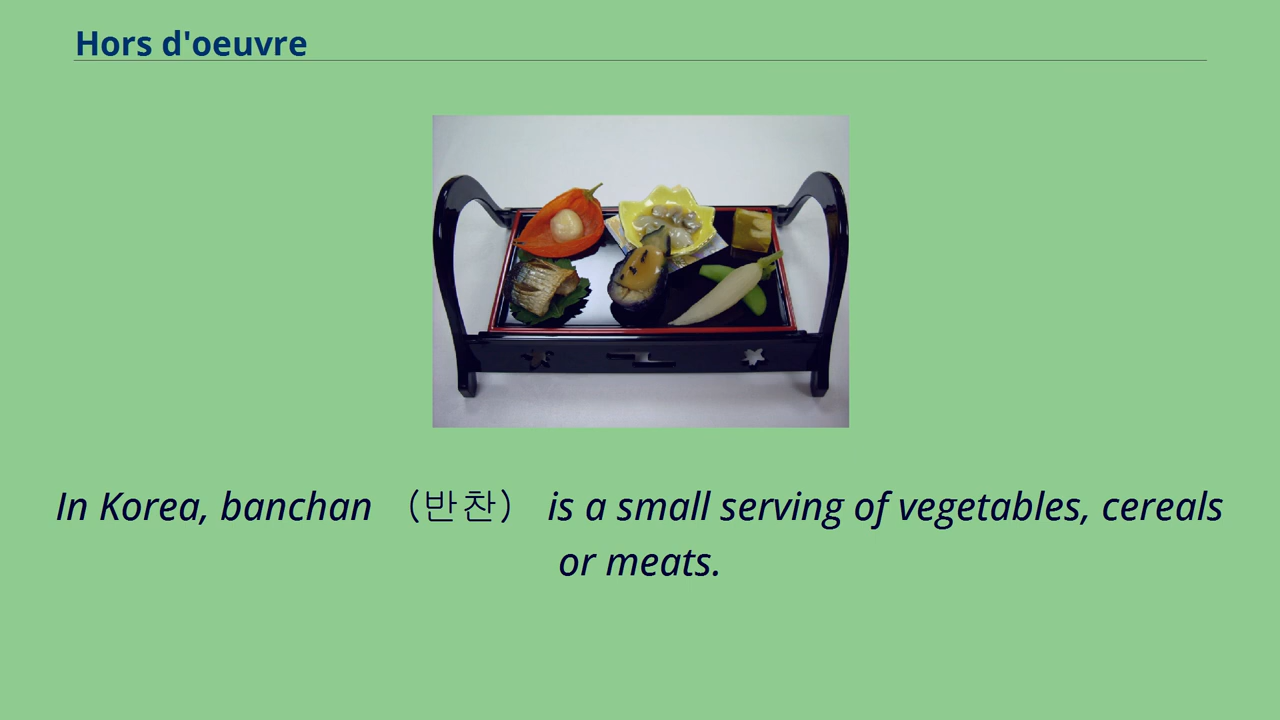 Hors d'oeuvre
In Korea, banchan （반찬） is a small serving of vegetables, cereals
or meats.